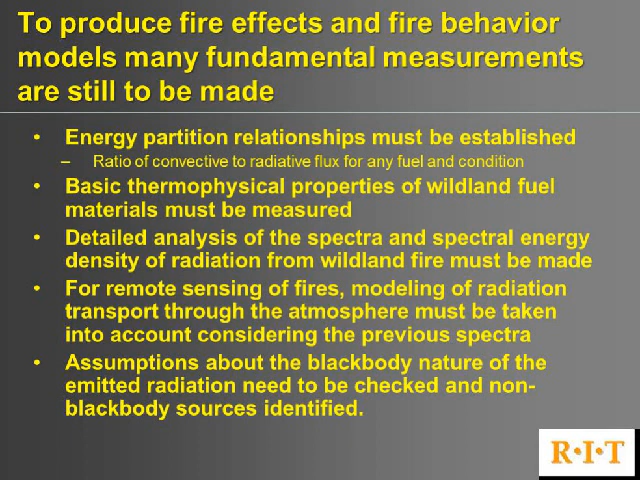 To produce fire effects and fire behavior
models many fundamental measurements
are still to be made
• Energy partition relationships must be established
– Ratio of convective to radiative flux for any fuel and condition
• Basic thermophysical properties of wildland fuel
materials must be measured
• Detailed analysis of the spectra and spectral energy
density of radiation from wildland fire must be made
• For remote sensing of fires, modeling of radiation
transport through the atmosphere must be taken
into account considering the previous spectra
• Assumptions about the blackbody nature of the
emitted radiation need to be checked and non-
blackbody sources identified.
R·I·T